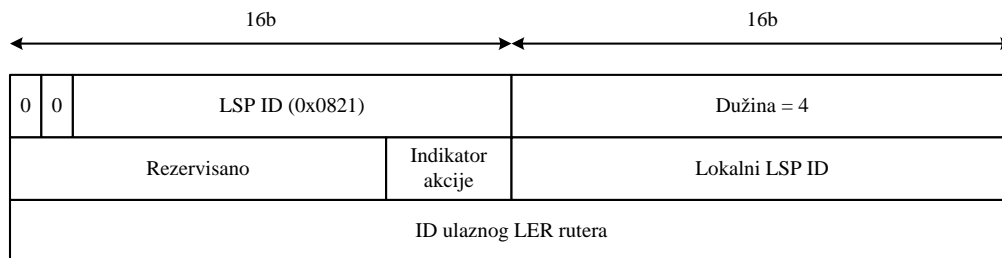 16b 16b
0 0 LSP ID (0x0821) Dužina = 4
Rezervisano Indikator akcije Lokalni LSP ID
ID ulaznog LER rutera